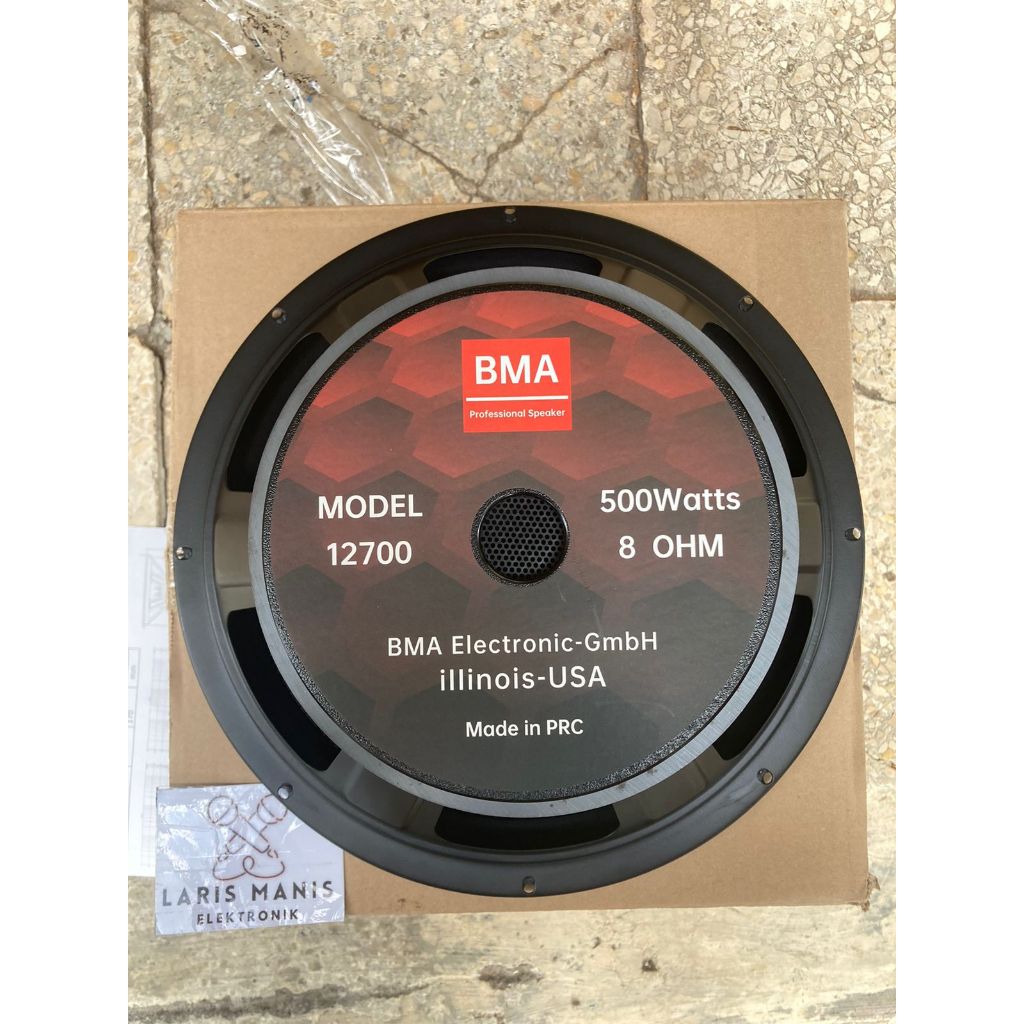 BMA
Professional Speaker
MODEL
12700
500Watts
8 OHM
BMA Electronic-GmbH
illinois-USA
Made in PRC
LARIS MANIS
ELEKTRONIK